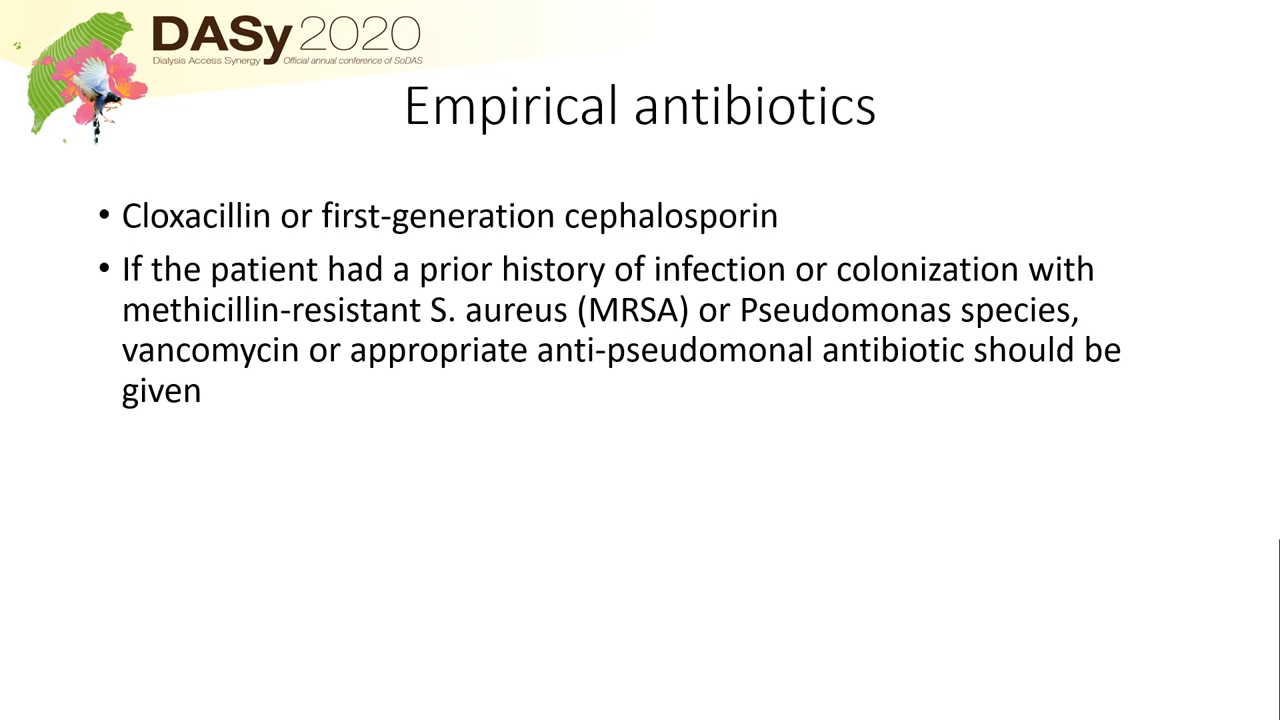 DASy 2020
Dialysis Access Synergy Official annual conference of SoDAS
Empirical antibiotics
• Cloxacillin or first-generation cephalosporin
• If the patient had a prior history of infection or colonization with
methicillin-resistant S. aureus (MRSA) or Pseudomonas species,
vancomycin or appropriate anti-pseudomonal antibiotic should be
given